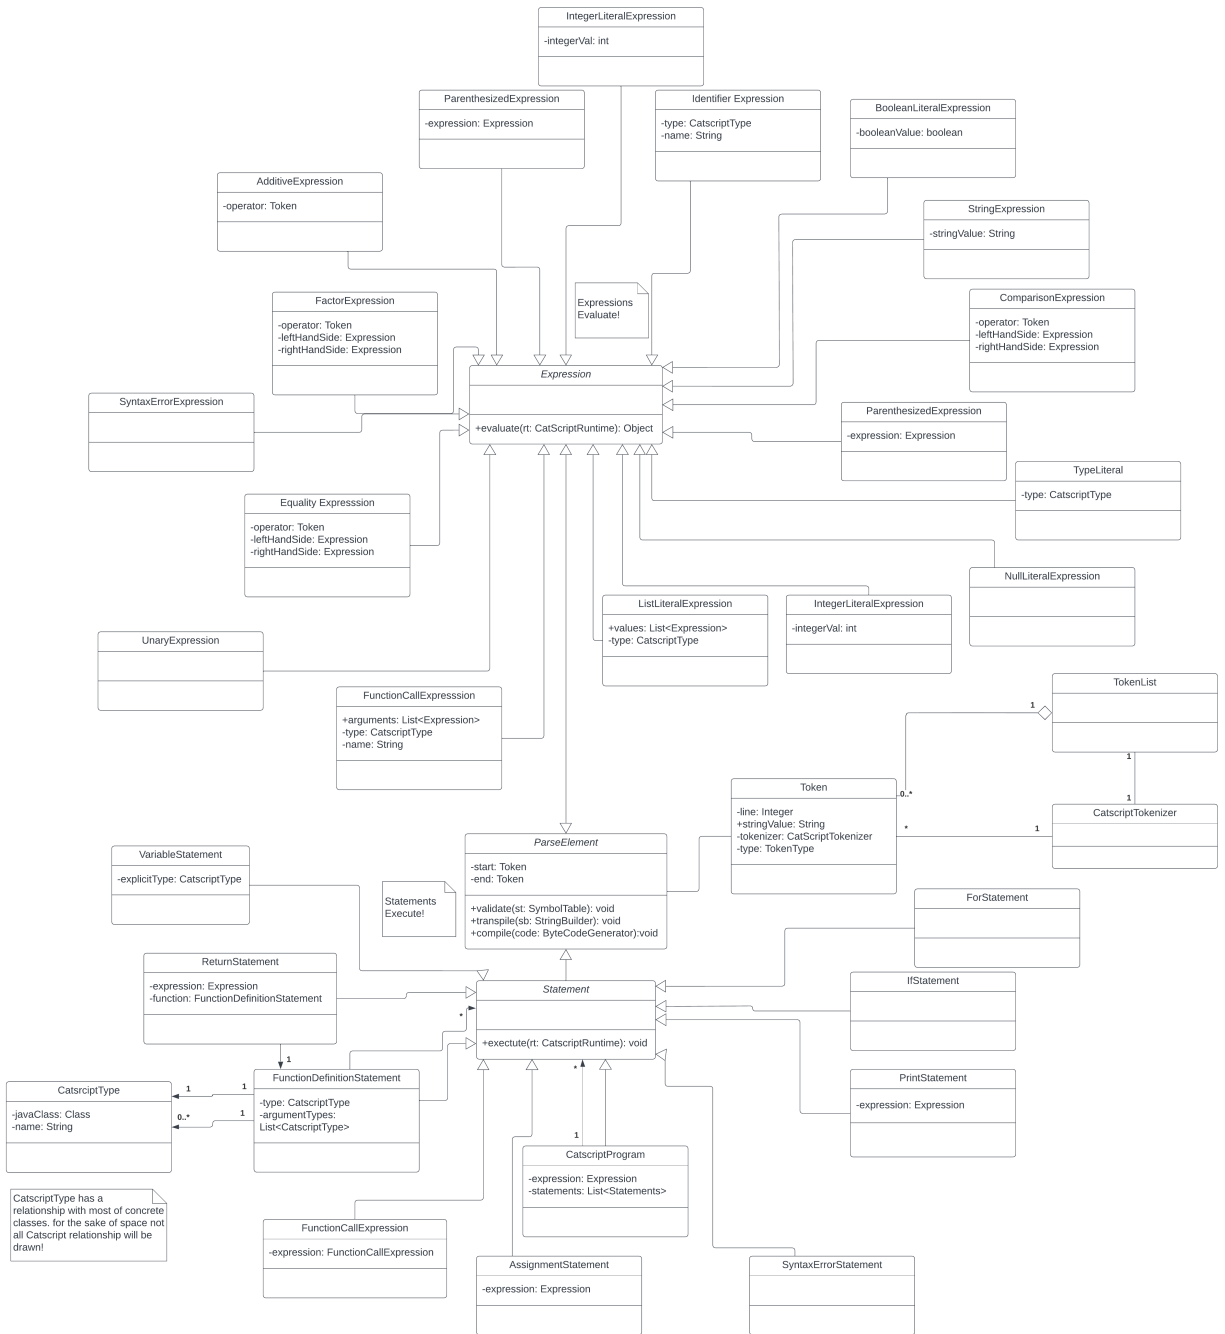 IntegerLiteralExpression
-integerVal: int
ParenthesizedExpression
-expression: Expression
Identifier Expression
-type: CatscriptType
-name: String
BooleanLiteralExpression
-booleanValue: boolean
AdditiveExpression
-operator: Token
StringExpression
-stringValue: String
FactorExpression
-operator: Token
-leftHandSide: Expression
-rightHandSide: Expression
Expressions
Evaluate!
ComparisonExpression
-operator: Token
-leftHandSide: Expression
-rightHandSide: Expression
Expression
+evaluate(rt: CatScriptRuntime): Object
SyntaxErrorExpression
ParenthesizedExpression
-expression: Expression
TypeLiteral
-type: CatscriptType
Equality Expresssion
-operator: Token
-leftHandSide: Expression
-rightHandSide: Expression
NullLiteralExpression
ListLiteralExpression
+values: List<Expression>
-type: CatscriptType
IntegerLiteralExpression
-integerVal: int
UnaryExpression
FunctionCallExpresssion
+arguments: List<Expression>
-type: CatscriptType
-name: String
TokenList
1
1
1
0..*
Token
-line: Integer
+stringValue: String
-tokenizer: CatScriptTokenizer
-type: TokenType
*
1
CatscriptTokenizer
ParseElement
-start: Token
-end: Token
+validate(st: SymbolTable): void
+transpile(sb: StringBuilder): void
+compile(code: ByteCodeGenerator):void
VariableStatement
-explicitType: CatscriptType
Statements
Execute!
ForStatement
ReturnStatement
-expression: Expression
-function: FunctionDefinitionStatement
Statement
+exectute(rt: CatscriptRuntime): void
*
IfStatement
1
FunctionDefinitionStatement
-type: CatscriptType
-argumentTypes:
List<CatscriptType>
*
PrintStatement
-expression: Expression
CatsrciptType
-javaClass: Class
-name: String
1
1
0..*
1
1
CatscriptProgram
-expression: Expression
-statements: List<Statements>
CatscriptType has a
relationship with most of concrete
classes. for the sake of space not
all Catscript relationship will be
drawn!
FunctionCallExpression
-expression: FunctionCallExpression
AssignmentStatement
-expression: Expression
SyntaxErrorStatement